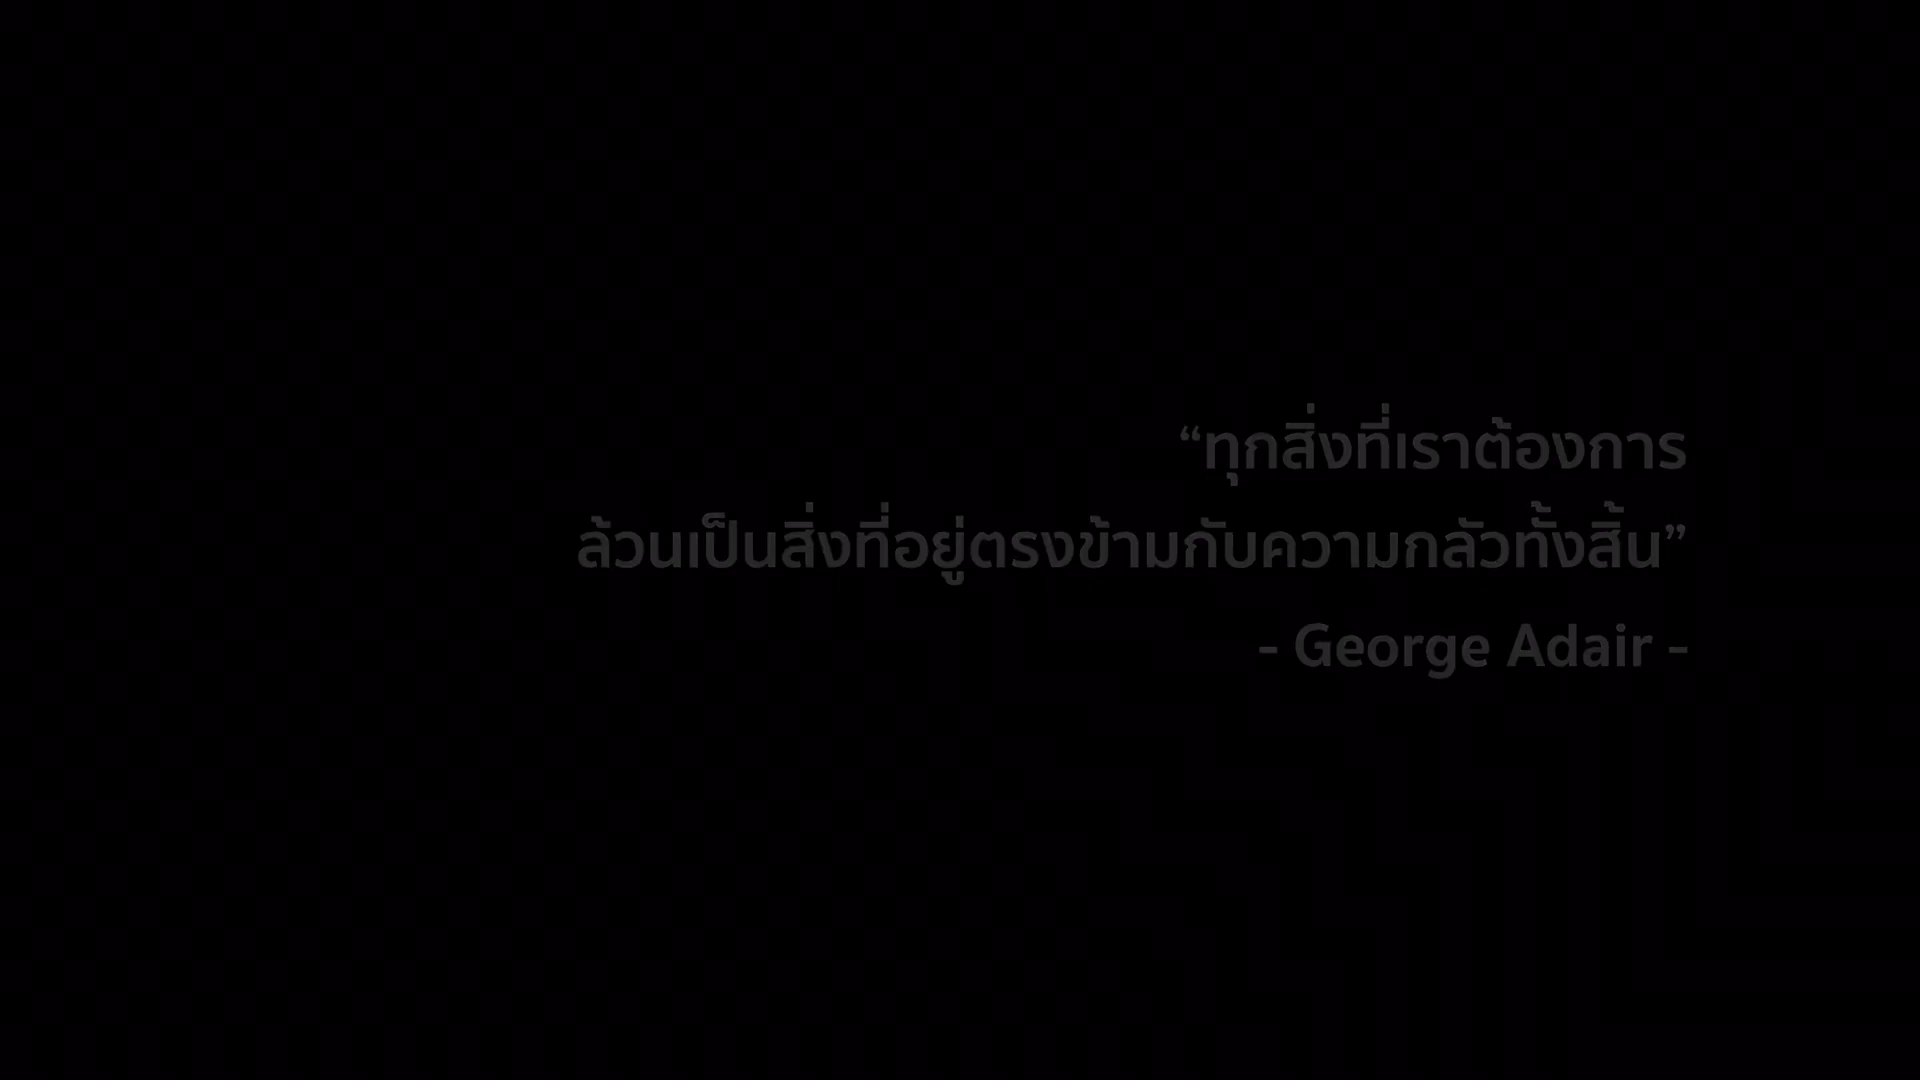 “ทุกสิ่งที่เราต้องการ
ล้วนเป็นสิ่งที่อยู่ตรงข้ามกับความกลัวทั้งสิ้น”
- George Adair -